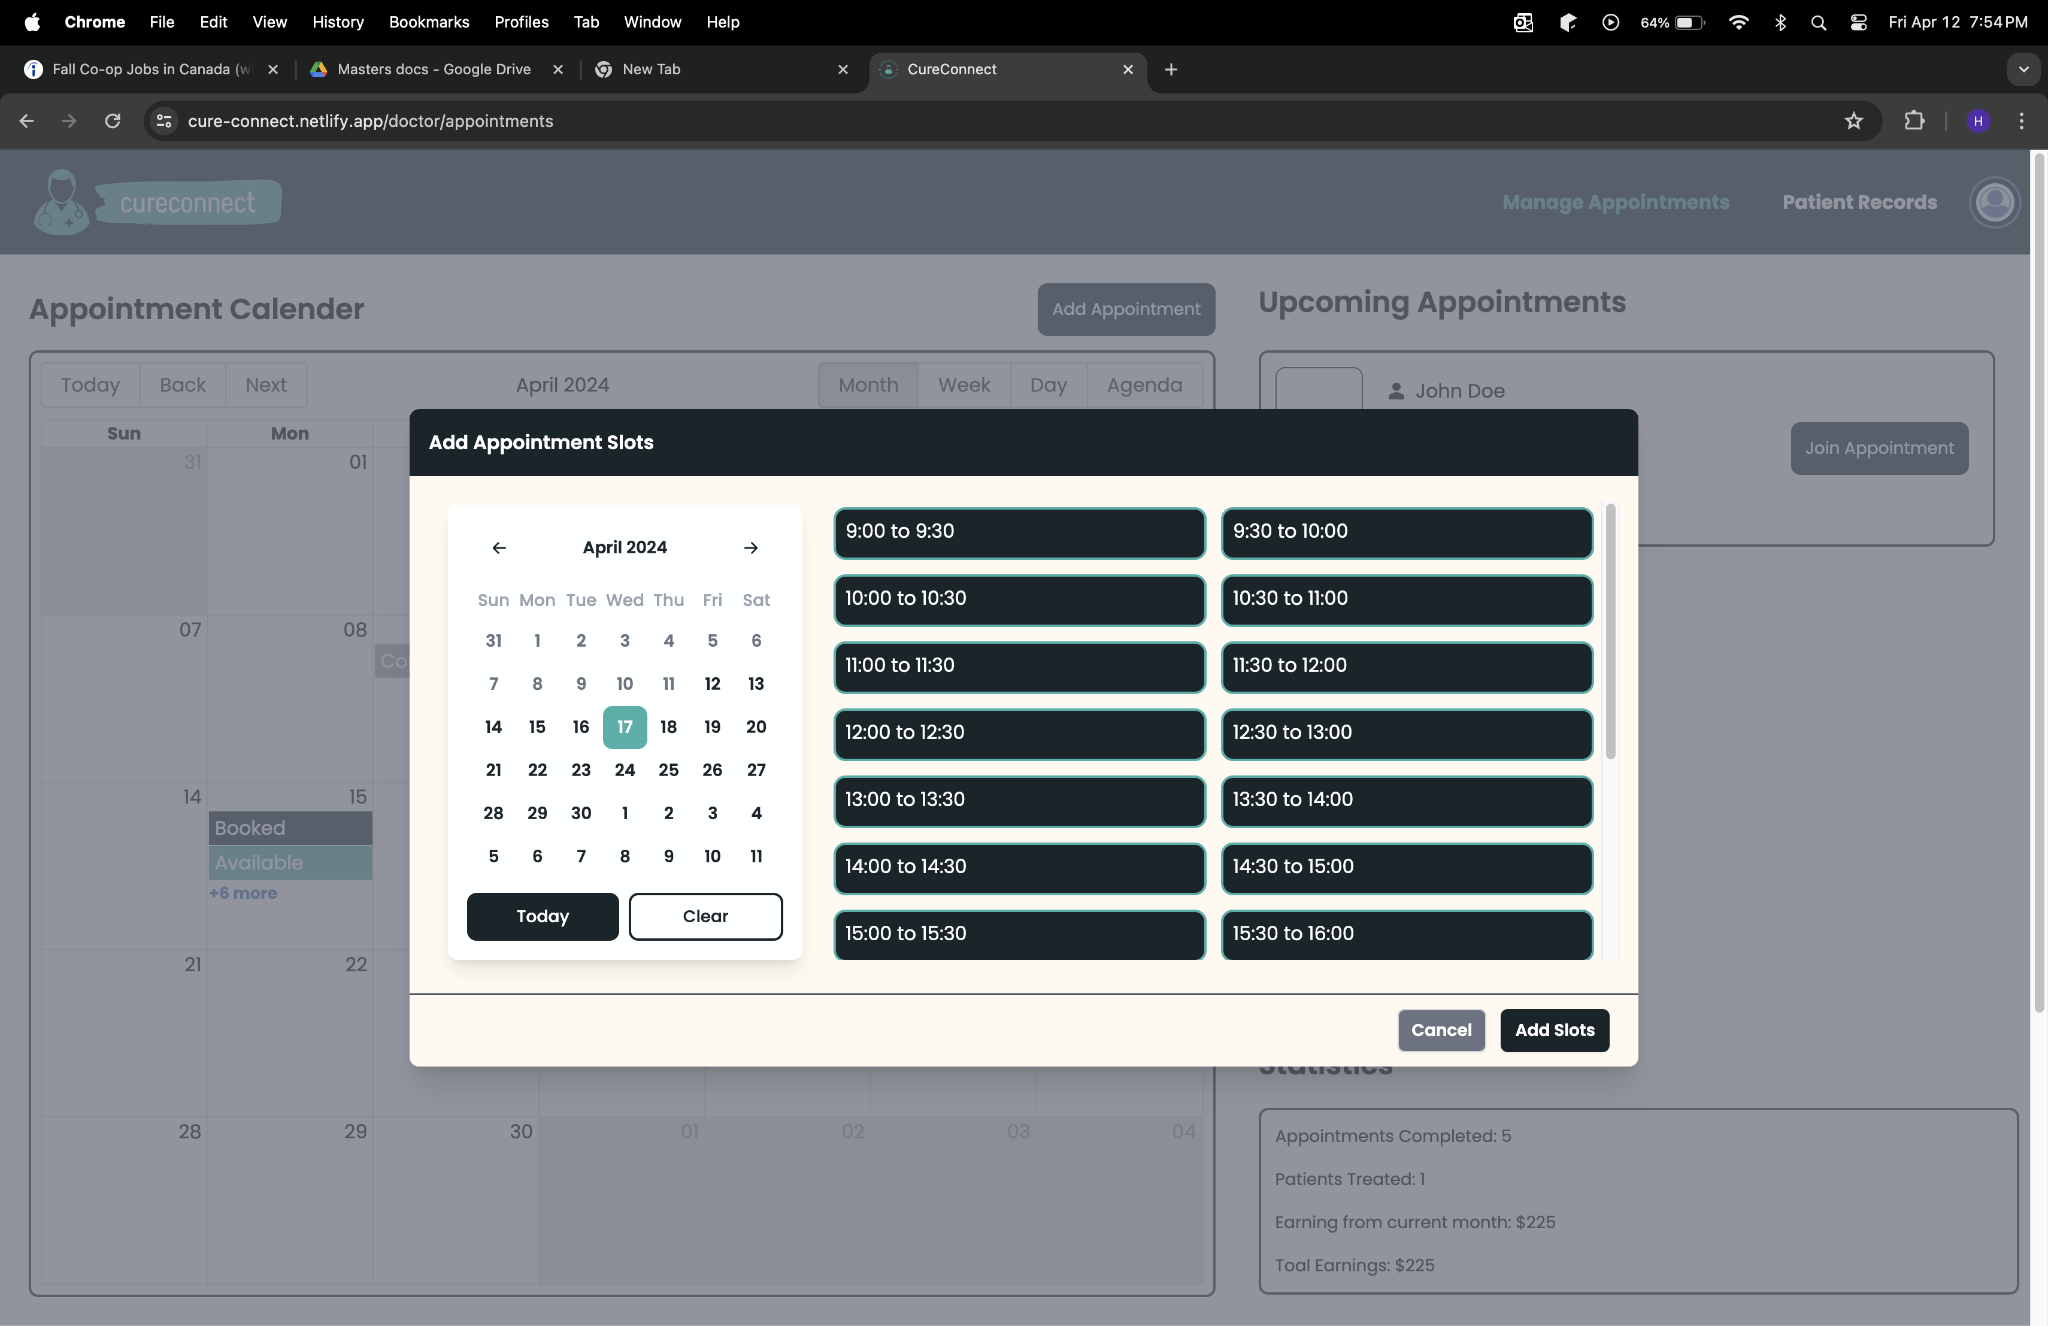 Chrome File Edit View History Bookmarks Profiles Tab Window Help 64% Fri Apr 12 7:54 PM
Fall Co-op Jobs in Canada Masters docs - Google Drive New Tab CureConnect
cure-connect.netlify.app/doctor/appointments H
cureconnect Manage Appointments Patient Records
Appointment Calender Add Appointment Upcoming Appointments
Today Back Next April 2024 Month Week Day Agenda
John Doe
Join Appointment
Sun Mon
31 01
07 08
Co
14 15
Booked
Available
+6 more
21 22
28 29 30 01 02 03 04
Add Appointment Slots
April 2024
Sun Mon Tue Wed Thu Fri Sat
31 1 2 3 4 5 6
7 8 9 10 11 12 13
14 15 16 17 18 19 20
21 22 23 24 25 26 27
28 29 30 1 2 3 4
5 6 7 8 9 10 11
Today Clear
9:00 to 9:30 9:30 to 10:00
10:00 to 10:30 10:30 to 11:00
11:00 to 11:30 11:30 to 12:00
12:00 to 12:30 12:30 to 13:00
13:00 to 13:30 13:30 to 14:00
14:00 to 14:30 14:30 to 15:00
15:00 to 15:30 15:30 to 16:00
Cancel Add Slots
Statistics
Appointments Completed: 5
Patients Treated: 1
Earning from current month: $225
Toal Earnings: $225